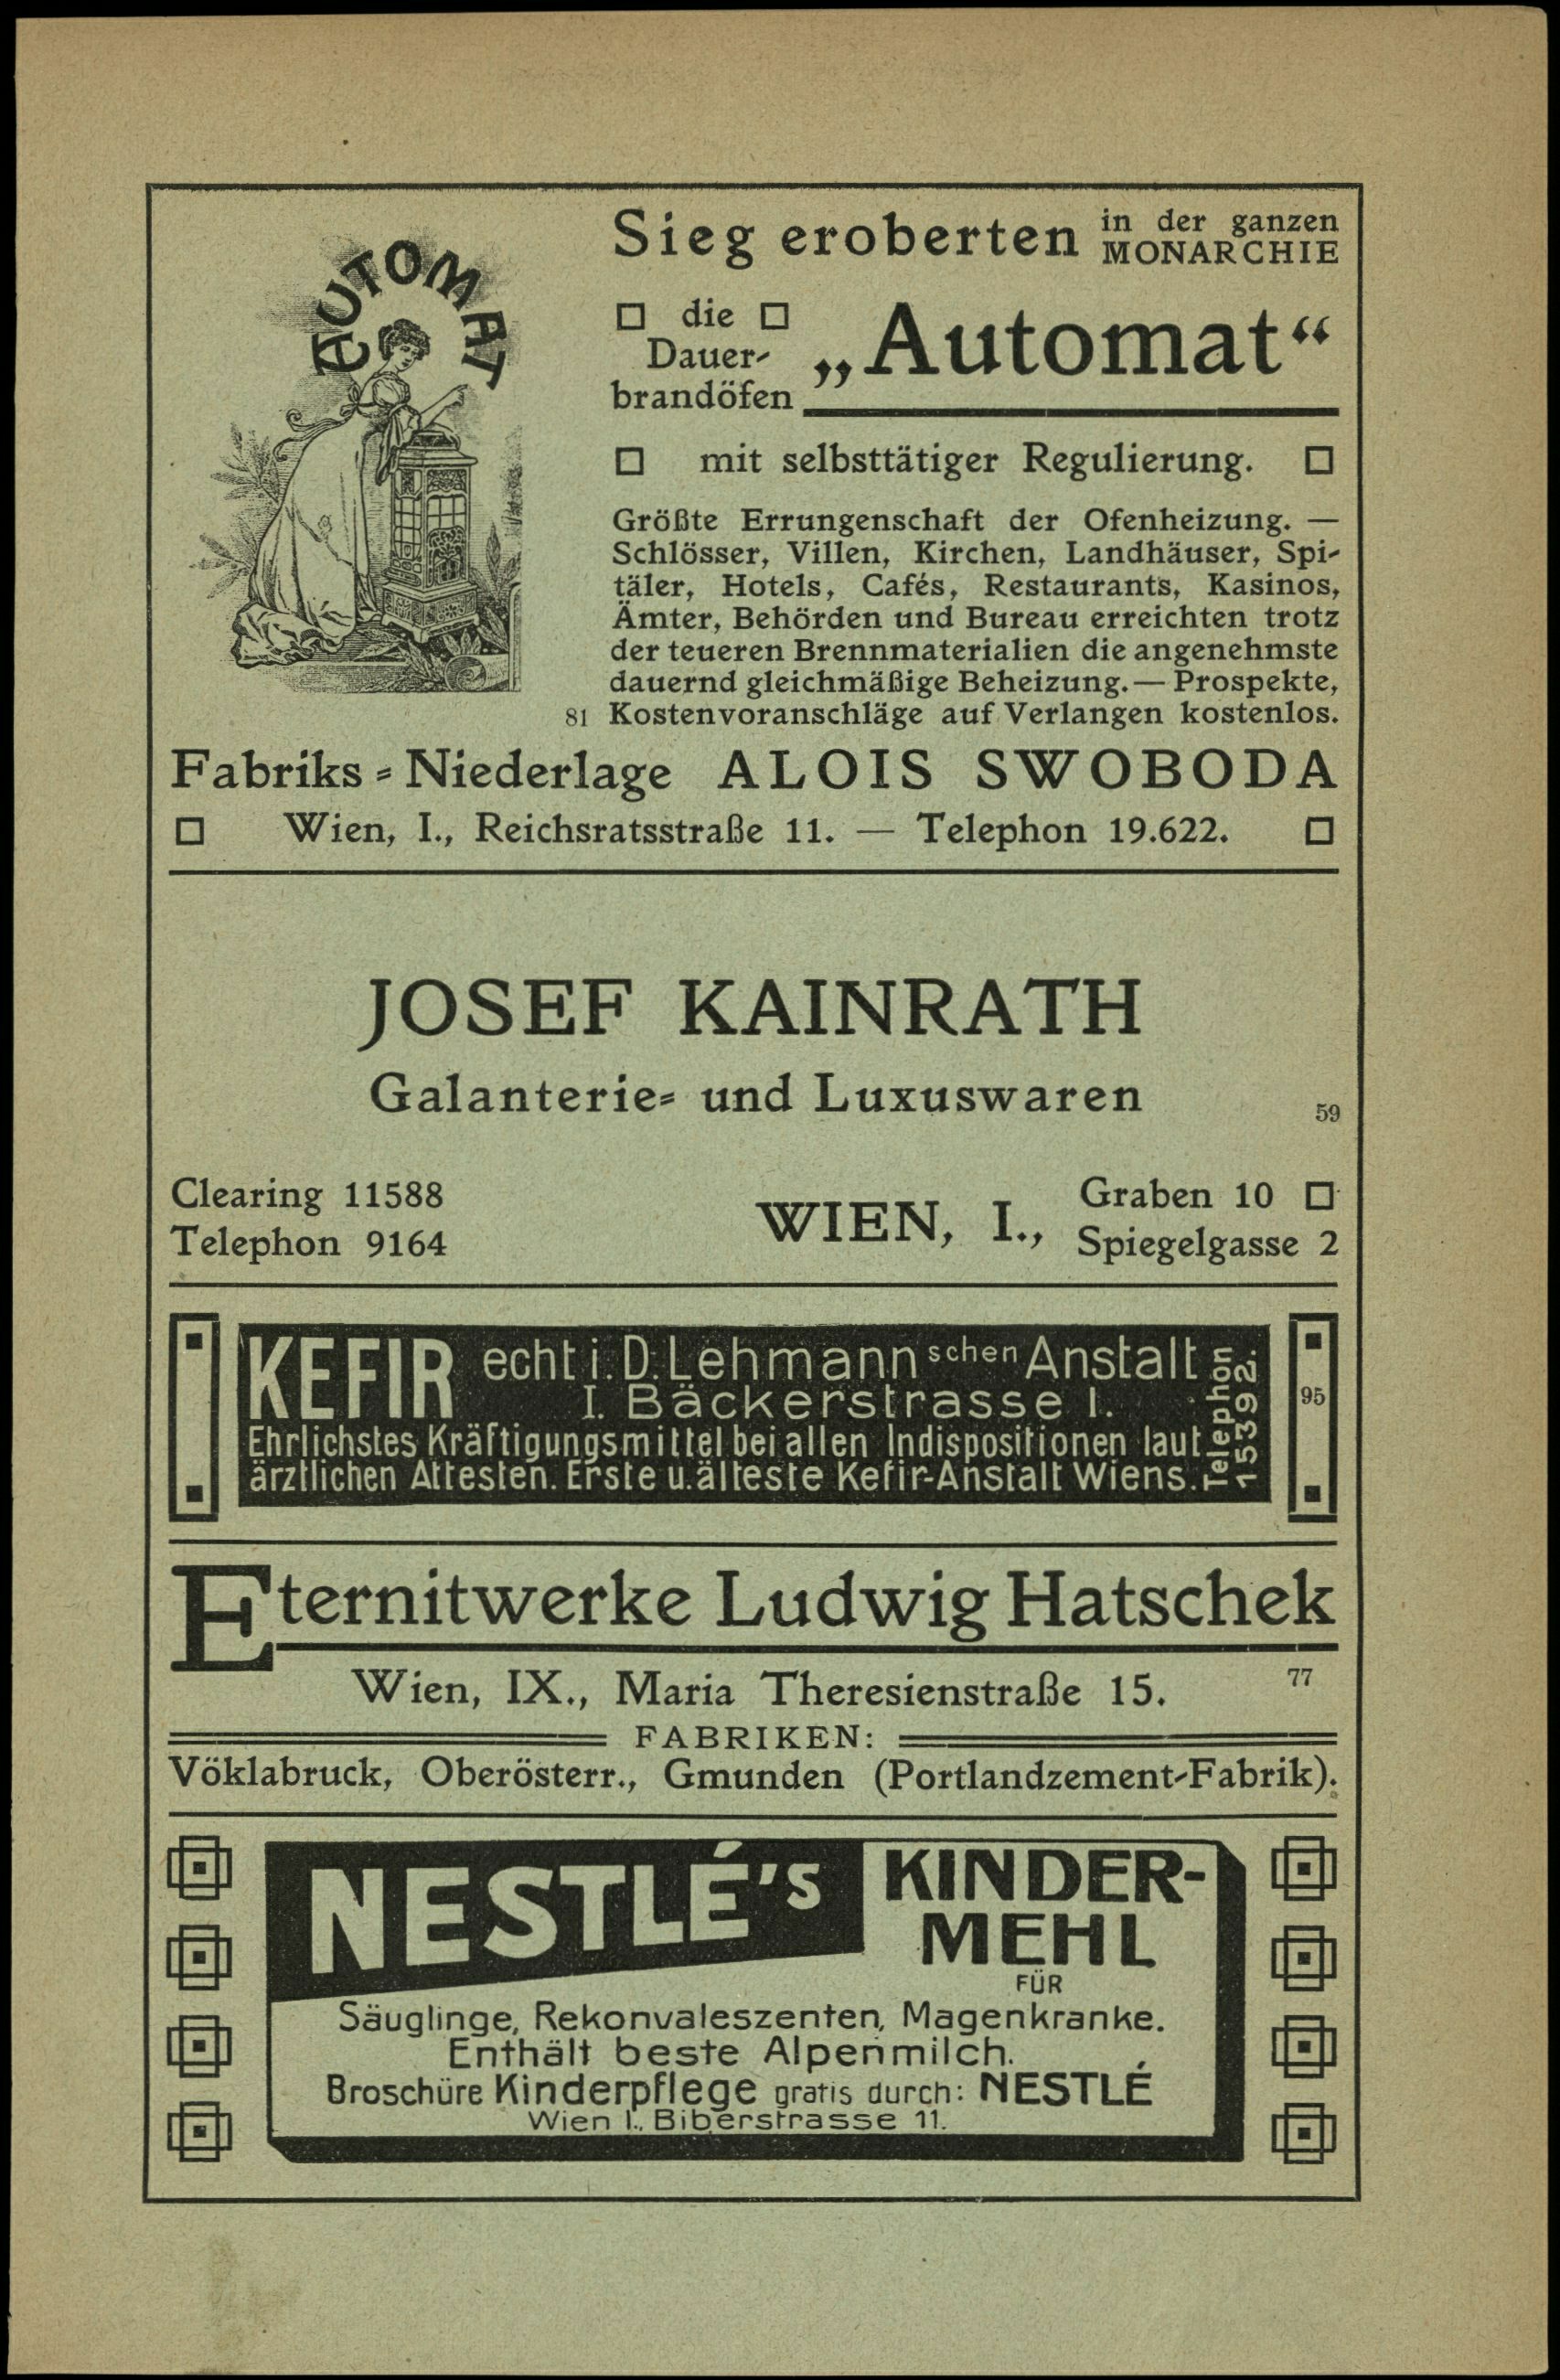 AUTOMAT
Sieg eroberten in der ganzen
MONARCHIE
die
Dauer-
brandöfen
„Automat“
mit selbsttätiger Regulierung.
Größte Errungenschaft der Ofenheizung. —
Schlösser, Villen, Kirchen, Landhäuser, Spi-
täler, Hotels, Cafés, Restaurants, Kasinos,
Ämter, Behörden und Bureau erreichten trotz
der teueren Brennmaterialien die angenehmste
dauernd gleichmäßige Beheizung. — Prospekte,
81 Kostenvoranschläge auf Verlangen kostenlos.
Fabriks-Niederlage ALOIS SWOBODA
Wien, I., Reichsratsstraße 11. — Telephon 19.622.
JOSEF KAINRATH
Galanterie- und Luxuswaren
59
Clearing 11588
Telephon 9164
WIEN, I.,
Graben 10
Spiegelgasse 2
KEFIR echt i. D. Lehmannschen Anstalt
I. Bäckerstrasse 1.
Ehrlichstes Kräftigungsmittel bei allen Indispositionen laut
ärztlichen Attesten. Erste u. älteste Kefir-Anstalt Wiens.
Telephon
15392.
95
Eternitwerke Ludwig Hatschek
Wien, IX., Maria Theresienstraße 15.
77
FABRIKEN:
Vöklabruck, Oberösterr., Gmunden (Portlandzement-Fabrik).
NESTLÉ'S KINDER-
MEHL
FÜR
Säuglinge, Rekonvaleszenten, Magenkranke.
Enthält beste Alpenmilch.
Broschüre Kinderpflege gratis durch: NESTLÉ
Wien I., Biberstrasse 11.